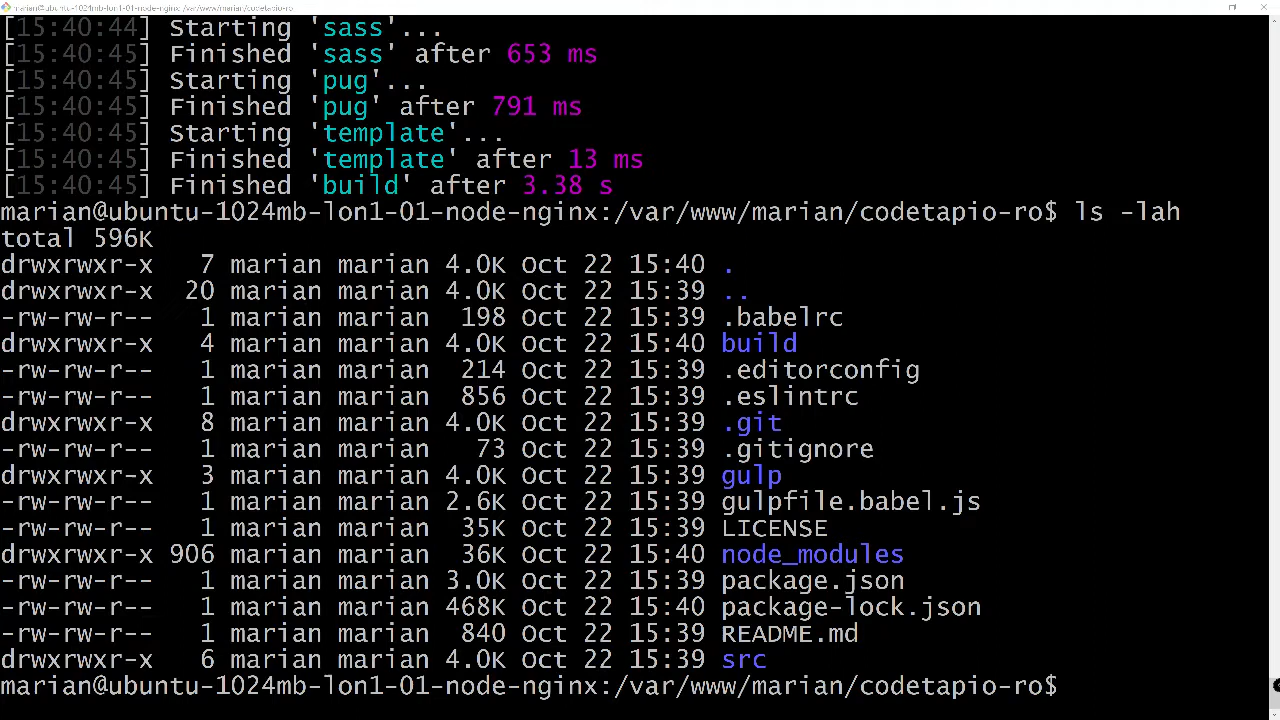 marian@ubuntu-1024mb-lon1-01-node-nginx: /var/www/marian/codetapio-ro
[15:40:44] Starting 'sass'...
[15:40:45] Finished 'sass' after 653 ms
[15:40:45] Starting 'pug'...
[15:40:45] Finished 'pug' after 791 ms
[15:40:45] Starting 'template'...
[15:40:45] Finished 'template' after 13 ms
[15:40:45] Finished 'build' after 3.38 s
marian@ubuntu-1024mb-lon1-01-node-nginx:/var/www/marian/codetapio-ro$ ls -lah
total 596K
drwxrwxr-x   7 marian marian 4.0K Oct 22 15:40 .
drwxrwxr-x  20 marian marian 4.0K Oct 22 15:39 ..
-rw-rw-r--   1 marian marian  198 Oct 22 15:39 .babelrc
drwxrwxr-x   4 marian marian 4.0K Oct 22 15:40 build
-rw-rw-r--   1 marian marian  214 Oct 22 15:39 .editorconfig
-rw-rw-r--   1 marian marian  856 Oct 22 15:39 .eslintrc
drwxrwxr-x   8 marian marian 4.0K Oct 22 15:39 .git
-rw-rw-r--   1 marian marian   73 Oct 22 15:39 .gitignore
drwxrwxr-x   3 marian marian 4.0K Oct 22 15:39 gulp
-rw-rw-r--   1 marian marian 2.6K Oct 22 15:39 gulpfile.babel.js
-rw-rw-r--   1 marian marian  35K Oct 22 15:39 LICENSE
drwxrwxr-x 906 marian marian  36K Oct 22 15:40 node_modules
-rw-rw-r--   1 marian marian 3.0K Oct 22 15:39 package.json
-rw-rw-r--   1 marian marian 468K Oct 22 15:40 package-lock.json
-rw-rw-r--   1 marian marian  840 Oct 22 15:39 README.md
drwxrwxr-x   6 marian marian 4.0K Oct 22 15:39 src
marian@ubuntu-1024mb-lon1-01-node-nginx:/var/www/marian/codetapio-ro$